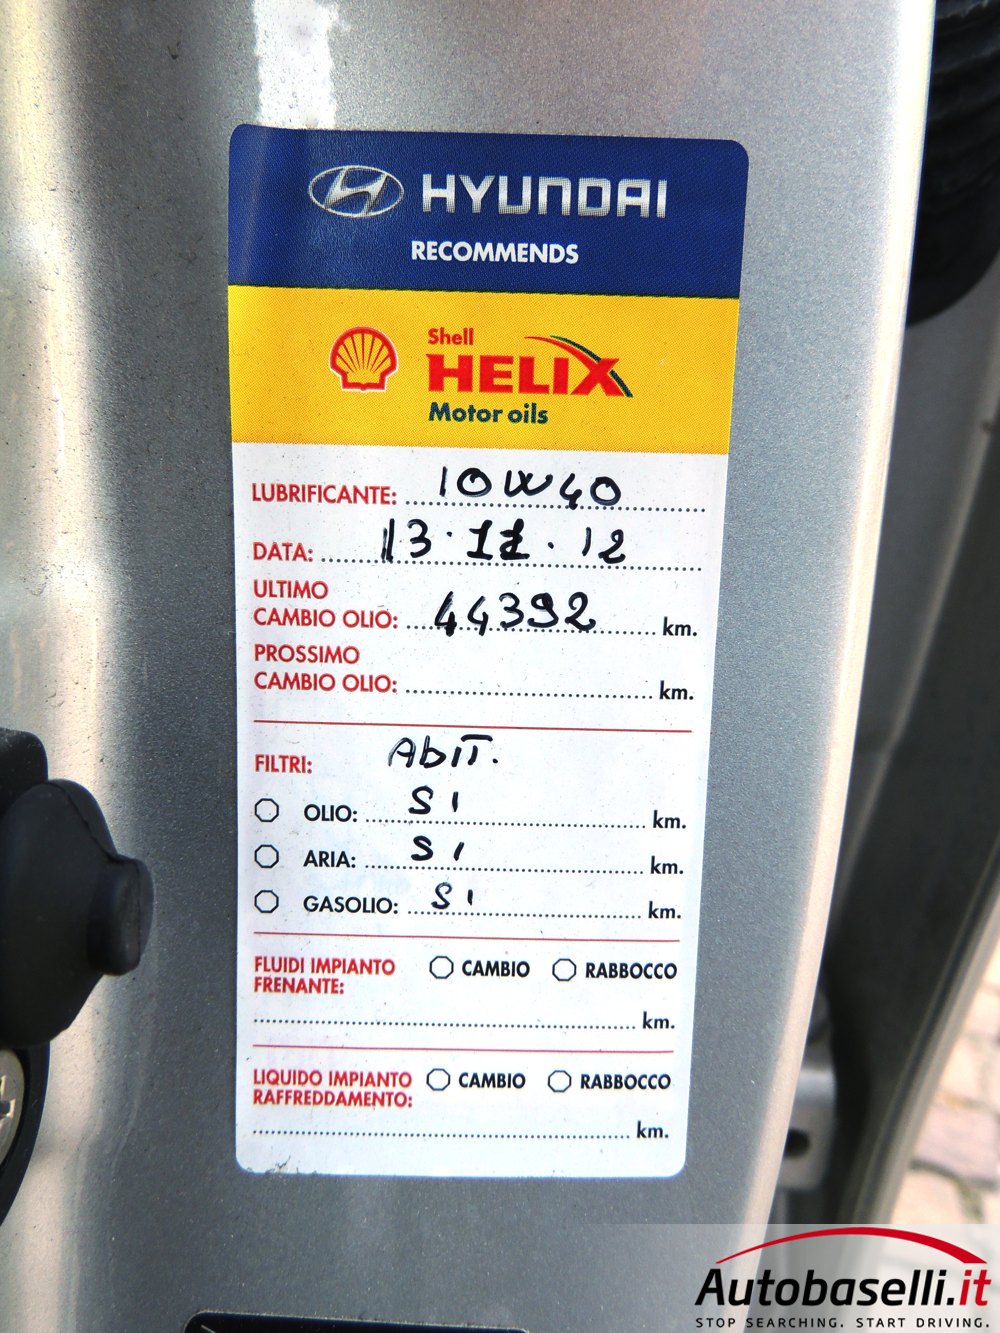 HYUNDAI
RECOMMENDS
Shell
HELIX
Motor oils
LUBRIFICANTE: 10W40
DATA: 13.11.12
ULTIMO
CAMBIO OLIO: 44392 km.
PROSSIMO
CAMBIO OLIO: km.
FILTRI: AbIT.
OLIO: SI km.
ARIA: SI km.
GASOLIO: SI km.
FLUIDI IMPIANTO CAMBIO RABBOCCO
FRENANTE:
km.
LIQUIDO IMPIANTO CAMBIO RABBOCCO
RAFFREDDAMENTO:
km.
Autobaselli.it
STOP SEARCHING. START DRIVING.